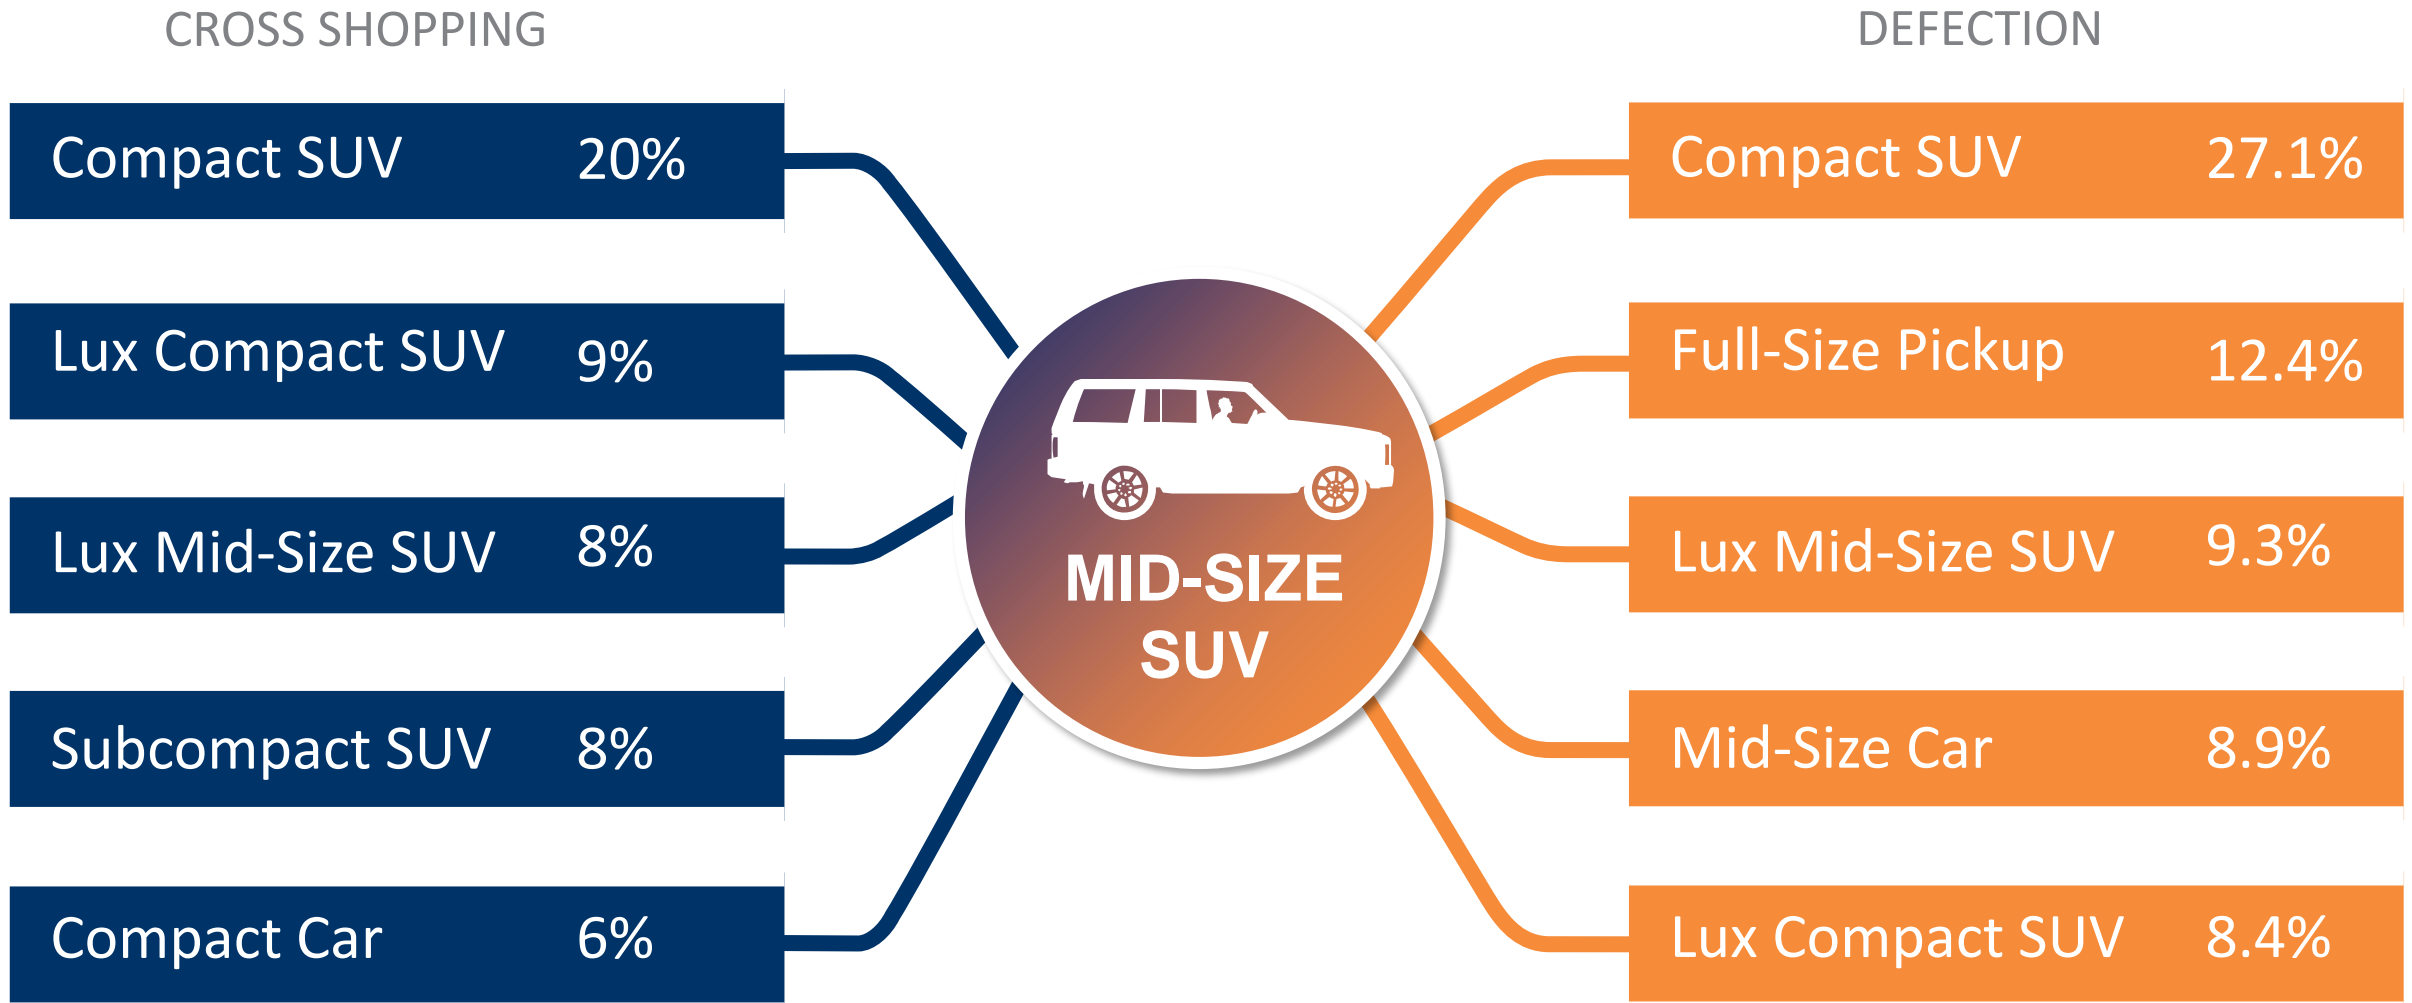 CROSS SHOPPING
Compact SUV 20%
Lux Compact SUV 9%
Lux Mid-Size SUV 8%
Subcompact SUV 8%
Compact Car 6%
MID-SIZE
SUV
DEFECTION
Compact SUV 27.1%
Full-Size Pickup 12.4%
Lux Mid-Size SUV 9.3%
Mid-Size Car 8.9%
Lux Compact SUV 8.4%